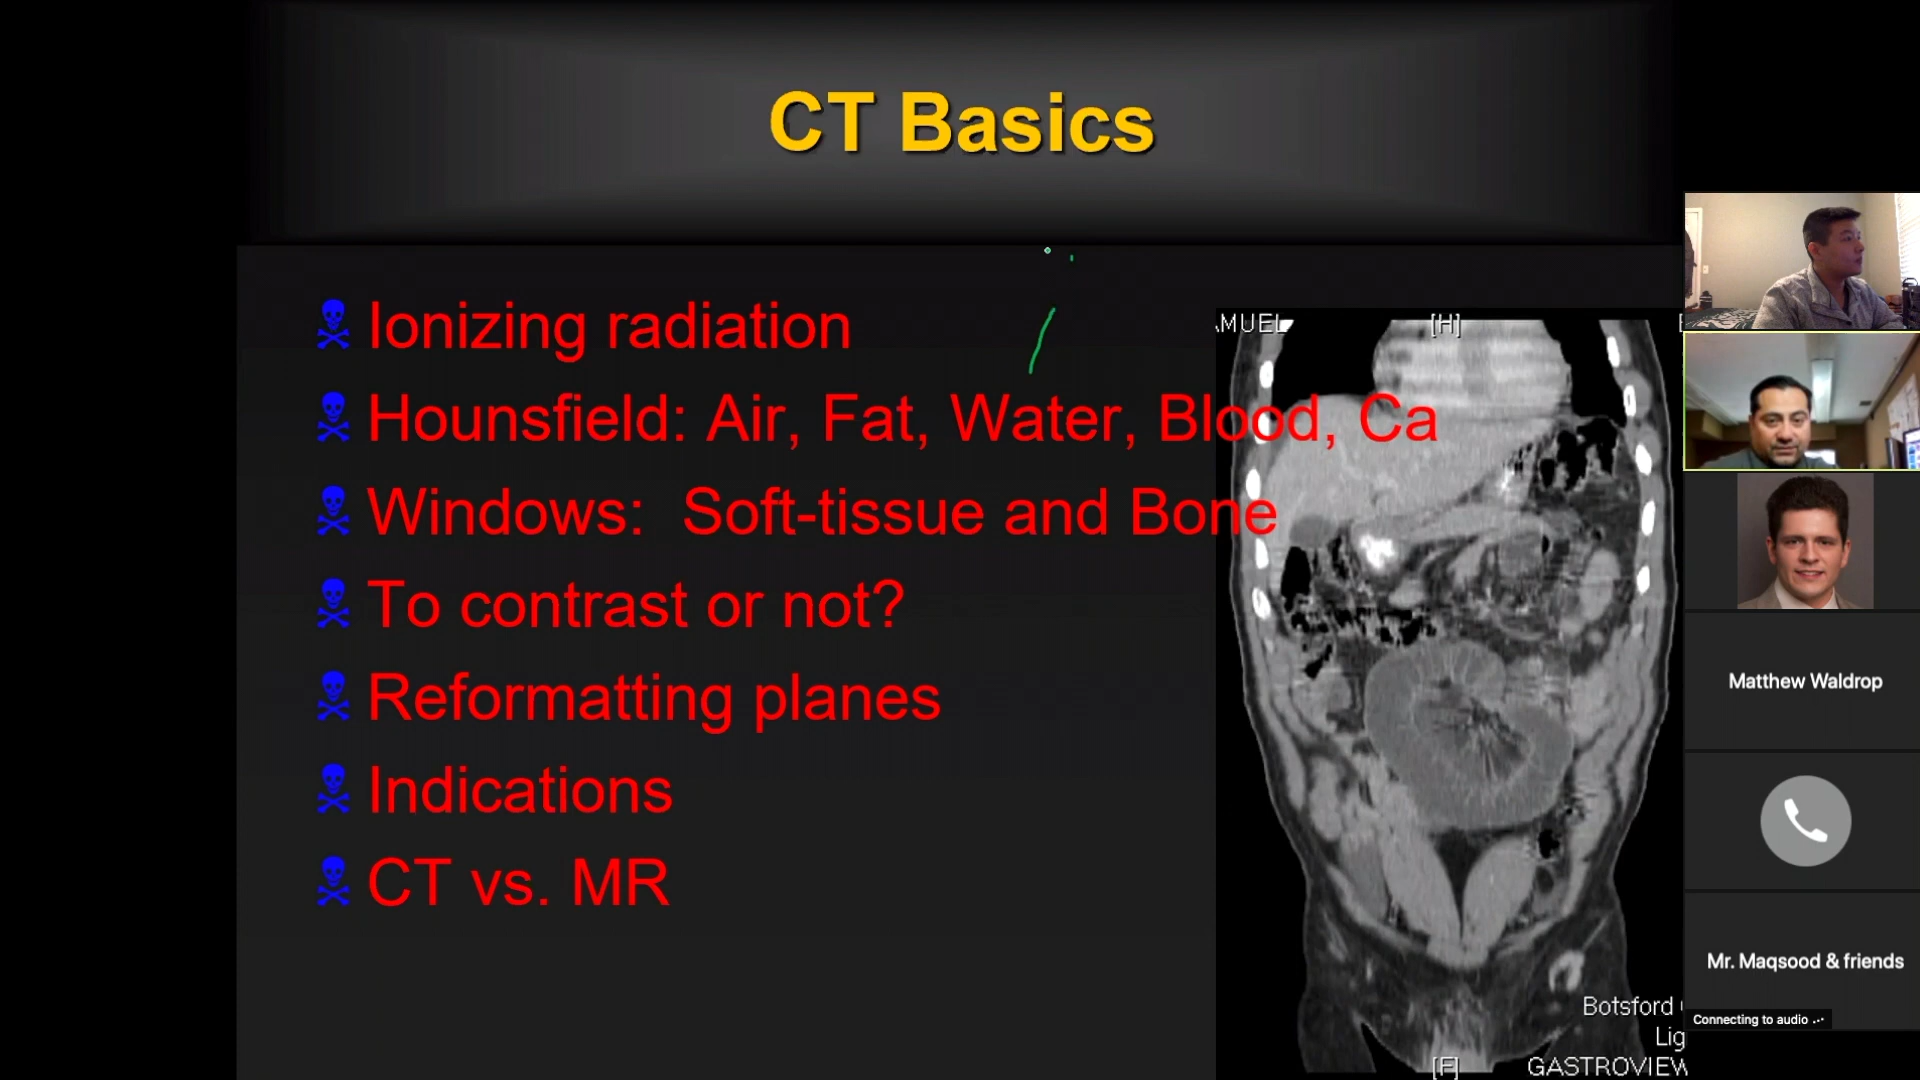 CT Basics
Ionizing radiation
Hounsfield: Air, Fat, Water, Blood, Ca
Windows: Soft-tissue and Bone
To contrast or not?
Reformatting planes
Indications
CT vs. MR
AMUEL
[H]
Botsford
Lig
[F]
GASTROVIEW
Matthew Waldrop
Mr. Maqsood & friends
Connecting to audio ...